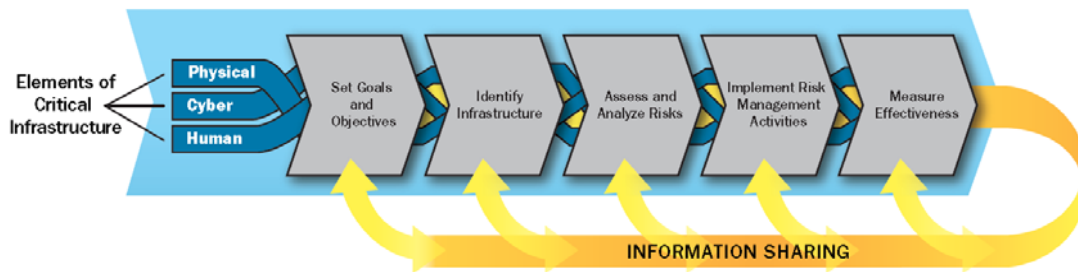 Elements of
Critical
Infrastructure
Physical
Cyber
Human
Set Goals
and
Objectives
Identify
Infrastructure
Assess and
Analyze Risks
Implement Risk
Management
Activities
Measure
Effectiveness
INFORMATION SHARING